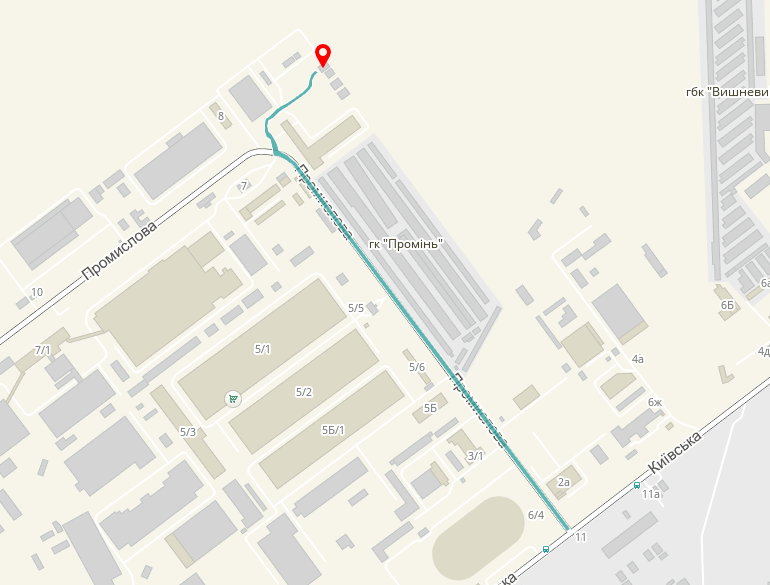 гбк "Вишневи
8
Промислова
7
гк "Промінь"
Промислова
10
6а
6Б
5/5
7/1
5/1
4д
4а
5/6
5/2
6ж
5Б
5Б/1
5/3
Промислова
Київська
3/1
2а
11а
6/4
11
ка